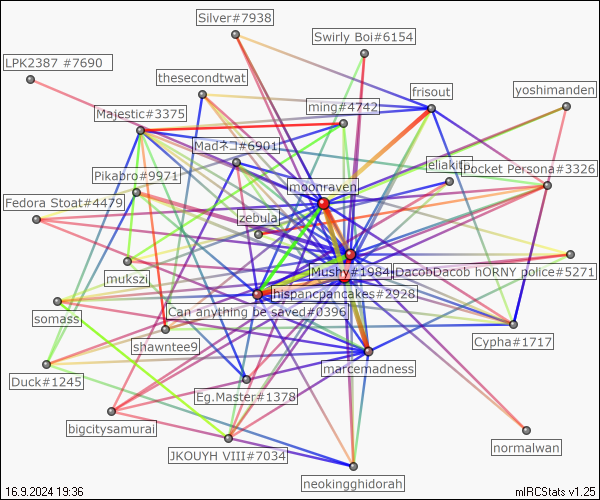 Silver#7938
Swirly Boi#6154
LPK2387 #7690
thesecondtwat
frisout
yoshimanden
Majestic#3375
ming#4742
Madネコ#6901
eliakit
Pocket Persona#3326
Pikabro#9971
moonraven
Fedora Stoat#4479
zebula
mukszi
Mushy#1984
DacobDacob hORNY police#5271
hispancpancakes#2928
somass
Can anything be saved#0396
shawntee9
Cypha#1717
marcemadness
Duck#1245
Eg.Master#1378
bigcitysamurai
normalwan
JKOUYH VIII#7034
neokingghidorah
16.9.2024 19:36
mIRCStats v1.25